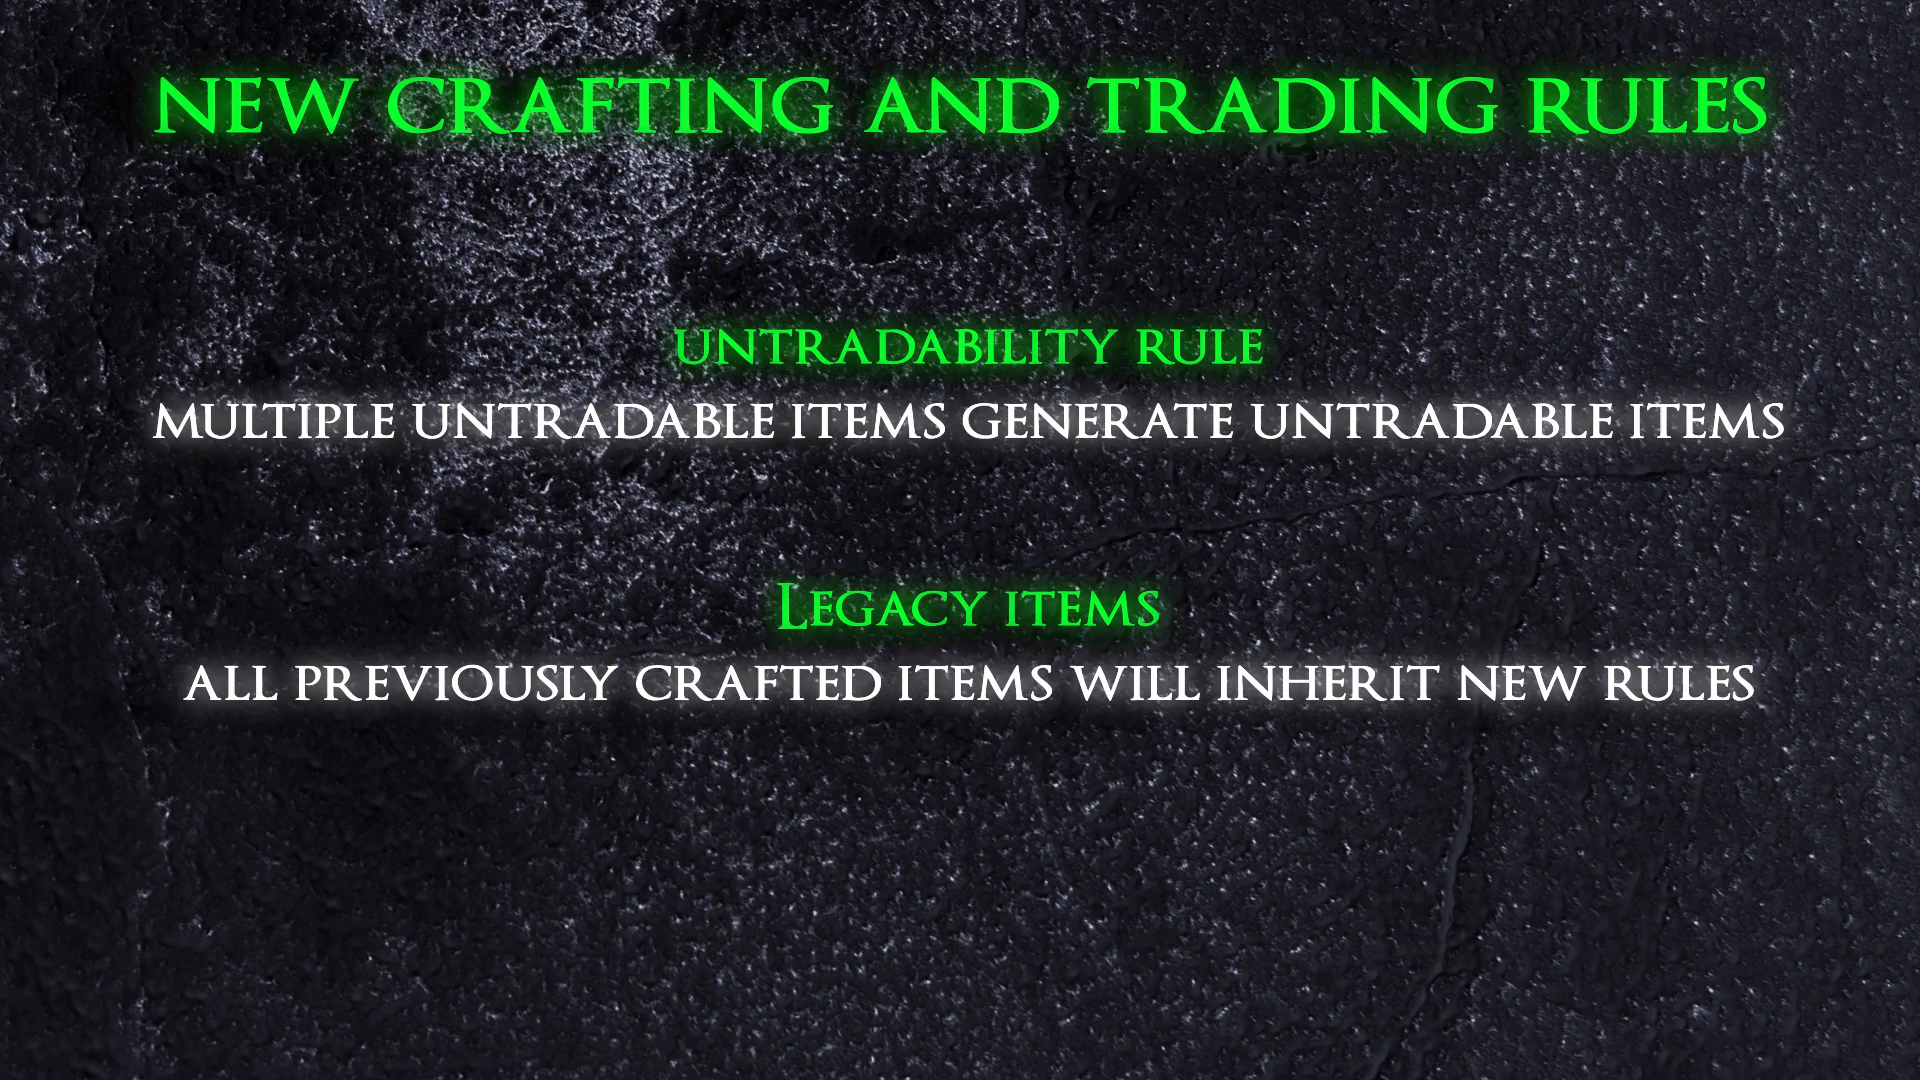 NEW CRAFTING AND TRADING RULES
UNTRADABILITY RULE
MULTIPLE UNTRADABLE ITEMS GENERATE UNTRADABLE ITEMS
LEGACY ITEMS
ALL PREVIOUSLY CRAFTED ITEMS WILL INHERIT NEW RULES